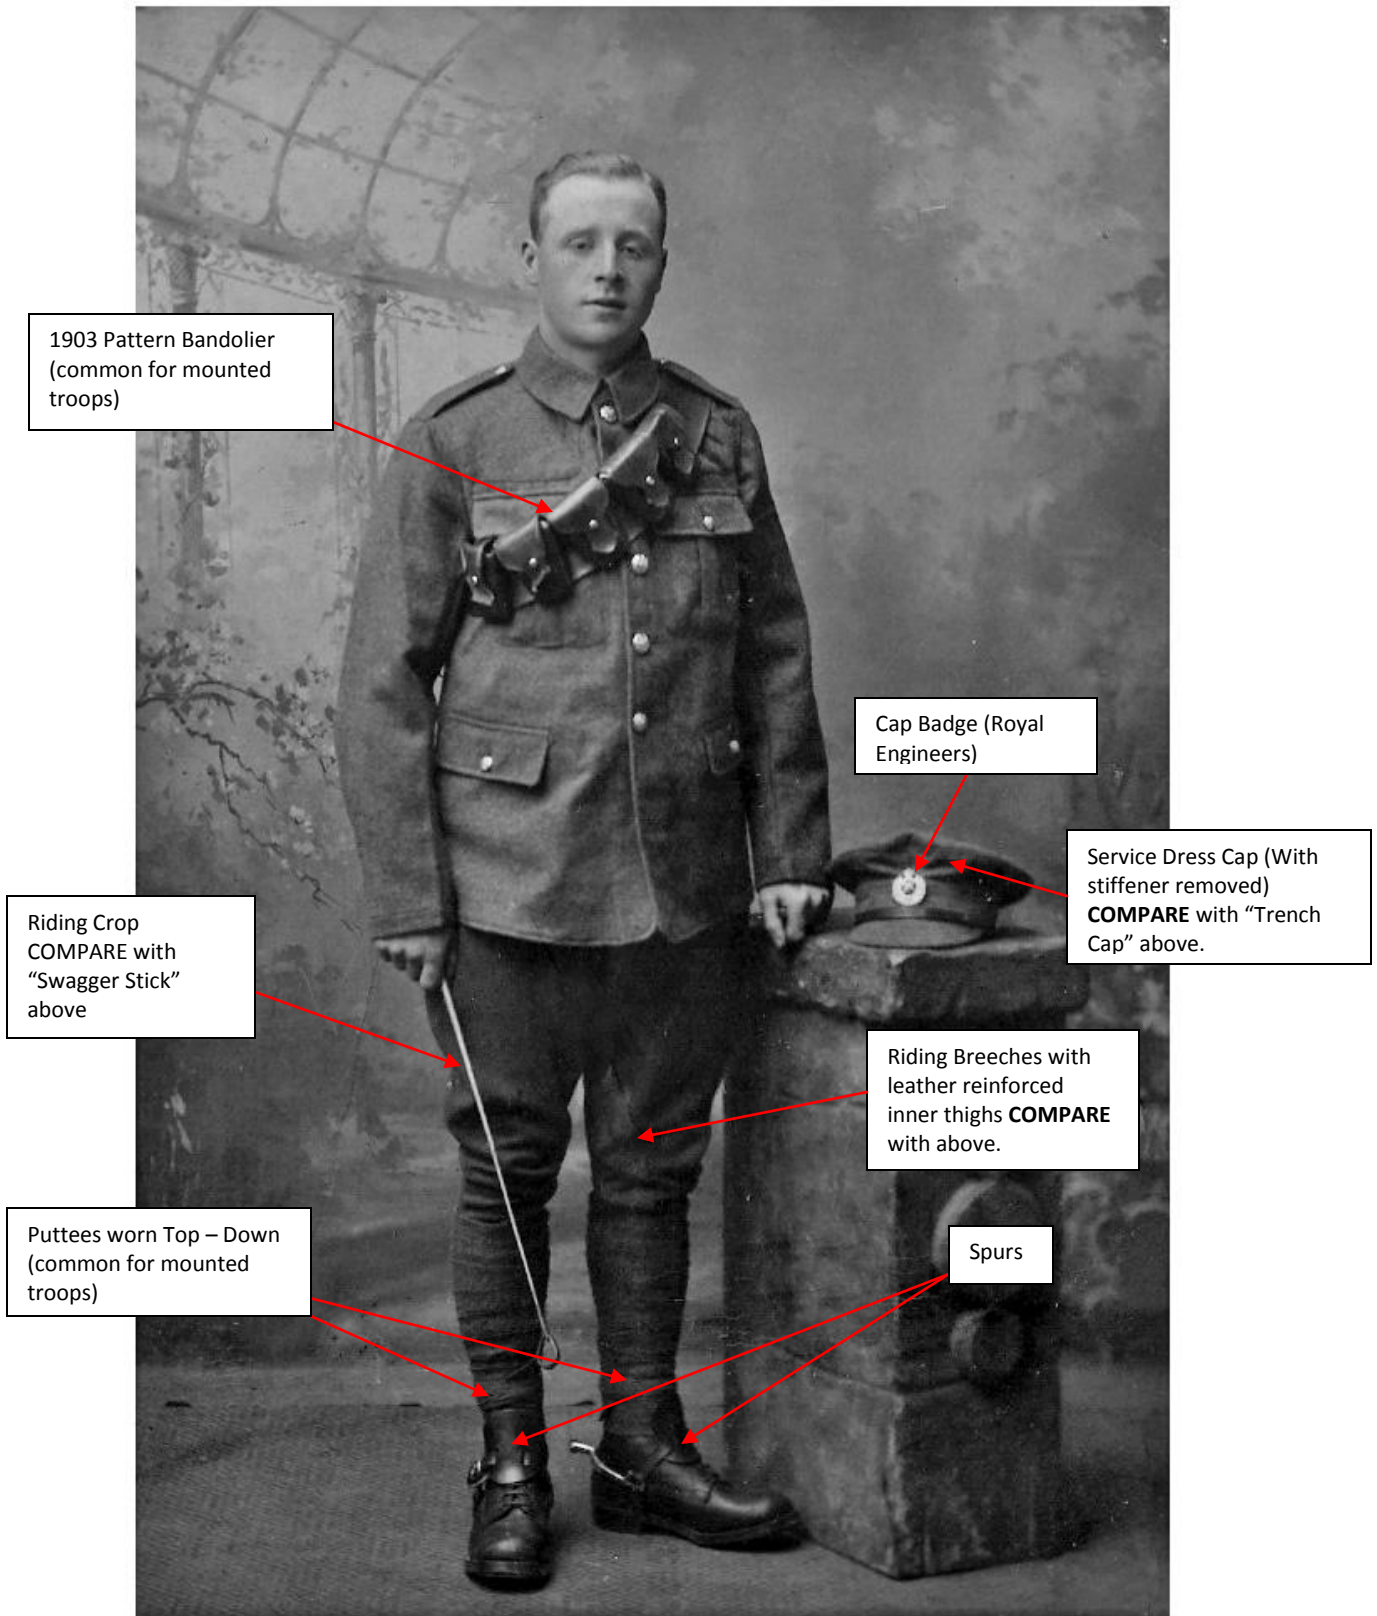 1903 Pattern Bandolier
(common for mounted
troops)
Cap Badge (Royal
Engineers)
Service Dress Cap (With
stiffener removed)
COMPARE with “Trench
Cap” above.
Riding Crop
COMPARE with
“Swagger Stick”
above
Riding Breeches with
leather reinforced
inner thighs COMPARE
with above.
Puttees worn Top – Down
(common for mounted
troops)
Spurs